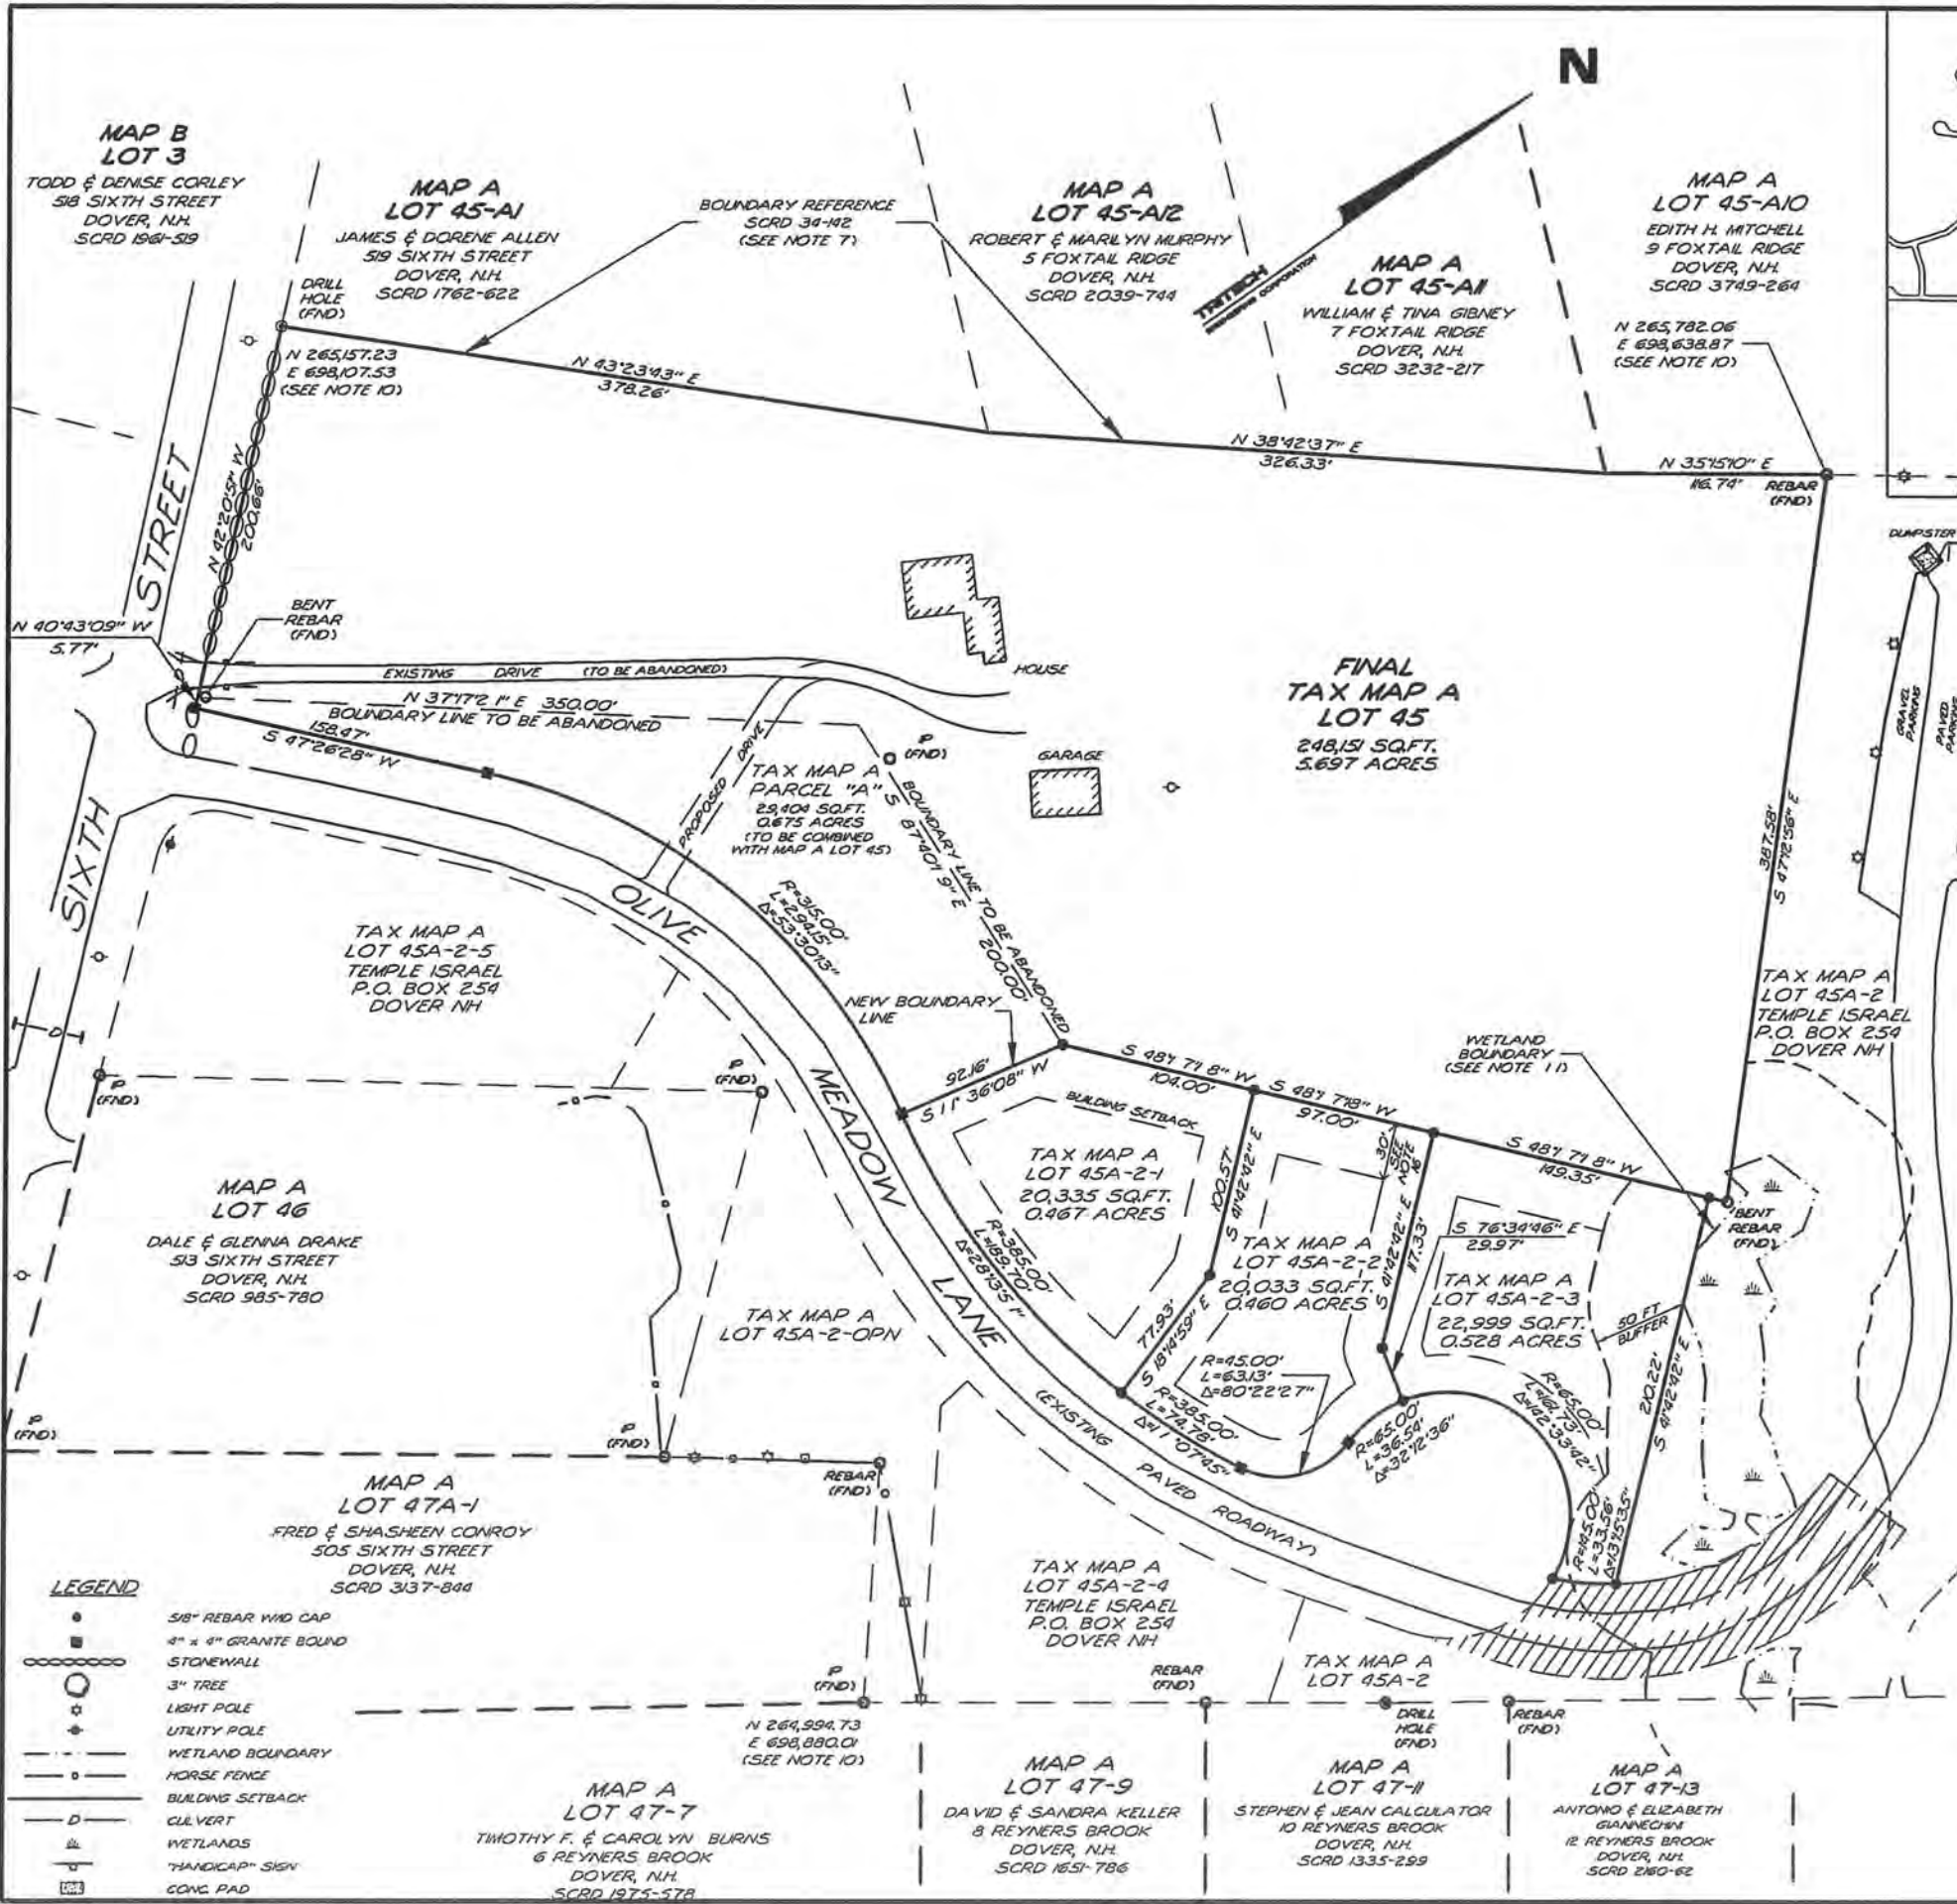 N
MAP B
LOT 3
TODD & DENISE CORLEY
518 SIXTH STREET
DOVER, N.H.
SCRD 1961-519
MAP A
LOT 45-A1
JAMES & DORENE ALLEN
519 SIXTH STREET
DOVER, N.H.
SCRD 1762-622
BOUNDARY REFERENCE
SCRD 34-142
(SEE NOTE 7)
MAP A
LOT 45-A12
ROBERT & MARILYN MURPHY
5 FOXTAIL RIDGE
DOVER, N.H.
SCRD 2039-744
TRITECH
ENGINEERING CORPORATION
MAP A
LOT 45-A11
WILLIAM & TINA GIBNEY
7 FOXTAIL RIDGE
DOVER, N.H.
SCRD 3232-217
MAP A
LOT 45-A10
EDITH H. MITCHELL
9 FOXTAIL RIDGE
DOVER, N.H.
SCRD 3749-264
N 265,782.06
E 698,638.87
(SEE NOTE 10)
DRILL
HOLE
(FND)
N 265,157.23
E 698,107.53
(SEE NOTE 10)
N 43°23'43" E
378.26'
N 38°42'37" E
326.33'
N 35°15'10" E
116.74'
REBAR
(FND)
N 42°20'51" W
200.66'
STREET
SIXTH
N 40°43'09" W
5.77'
BENT
REBAR
(FND)
EXISTING DRIVE (TO BE ABANDONED)
N 37°17'21" E 350.00'
BOUNDARY LINE TO BE ABANDONED
158.47'
S 47°26'28" W
HOUSE
GARAGE
FINAL
TAX MAP A
LOT 45
248,151 SQ.FT.
5.697 ACRES
DUMPSTER
GRAVEL
PARKING
PAVED
PARKING
387.58'
S 47°12'56" E
P
(FND)
TAX MAP A
PARCEL "A"
29,404 SQ.FT.
0.675 ACRES
(TO BE COMBINED
WITH MAP A LOT 45)
PROPOSED DRIVE
BOUNDARY LINE TO BE ABANDONED
S 87°40'19" E
200.00'
R=315.00'
L=294.15'
Δ=53°30'13"
OLIVE
MEADOW
LANE
(EXISTING PAVED ROADWAY)
TAX MAP A
LOT 45A-2-5
TEMPLE ISRAEL
P.O. BOX 254
DOVER NH
NEW BOUNDARY
LINE
92.16'
S 11°36'08" W
S 48°17'18" W
104.00'
S 48°17'18" W
97.00'
S 48°17'18" W
149.35'
WETLAND
BOUNDARY
(SEE NOTE 11)
TAX MAP A
LOT 45A-2
TEMPLE ISRAEL
P.O. BOX 254
DOVER NH
BENT
REBAR
(FND)
D
P
(FND)
P
(FND)
BUILDING SETBACK
TAX MAP A
LOT 45A-2-1
20,335 SQ.FT.
0.467 ACRES
100.57'
S 41°42'42" E
30'
SEE
NOTE
16
S 41°42'42" E
117.33'
TAX MAP A
LOT 45A-2-2
20,033 SQ.FT.
0.460 ACRES
S 76°34'46" E
29.97'
TAX MAP A
LOT 45A-2-3
22,999 SQ.FT.
0.528 ACRES
50 FT
BUFFER
210.22'
S 41°42'42" E
R=385.00'
L=189.70'
Δ=28°13'51"
77.93'
S 18°14'59" E
R=45.00'
L=63.13'
Δ=80°22'27"
R=385.00'
L=74.78'
Δ=11°07'45"
R=65.00'
L=36.54'
Δ=32°12'36"
R=65.00'
L=161.73'
Δ=142°33'42"
R=145.00'
L=33.56'
Δ=13°15'35"
MAP A
LOT 46
DALE & GLENNA DRAKE
513 SIXTH STREET
DOVER, N.H.
SCRD 985-780
TAX MAP A
LOT 45A-2-OPN
P
(FND)
P
(FND)
REBAR
(FND)
MAP A
LOT 47A-1
FRED & SHASHEEN CONROY
505 SIXTH STREET
DOVER, N.H.
SCRD 3137-844
TAX MAP A
LOT 45A-2-4
TEMPLE ISRAEL
P.O. BOX 254
DOVER NH
TAX MAP A
LOT 45A-2
P
(FND)
REBAR
(FND)
DRILL
HOLE
(FND)
REBAR
(FND)
N 264,994.73
E 698,880.01
(SEE NOTE 10)
LEGEND
5/8" REBAR W/ID CAP
4" x 4" GRANITE BOUND
STONEWALL
3" TREE
LIGHT POLE
UTILITY POLE
WETLAND BOUNDARY
HORSE FENCE
BUILDING SETBACK
D CULVERT
WETLANDS
"HANDICAP" SIGN
CONC. PAD
MAP A
LOT 47-7
TIMOTHY F. & CAROLYN BURNS
6 REYNERS BROOK
DOVER, N.H.
SCRD 1975-578
MAP A
LOT 47-9
DAVID & SANDRA KELLER
8 REYNERS BROOK
DOVER, N.H.
SCRD 1651-786
MAP A
LOT 47-11
STEPHEN & JEAN CALCULATOR
10 REYNERS BROOK
DOVER, N.H.
SCRD 1335-299
MAP A
LOT 47-13
ANTONIO & ELIZABETH
GIANNECHINI
12 REYNERS BROOK
DOVER, N.H.
SCRD 2160-62